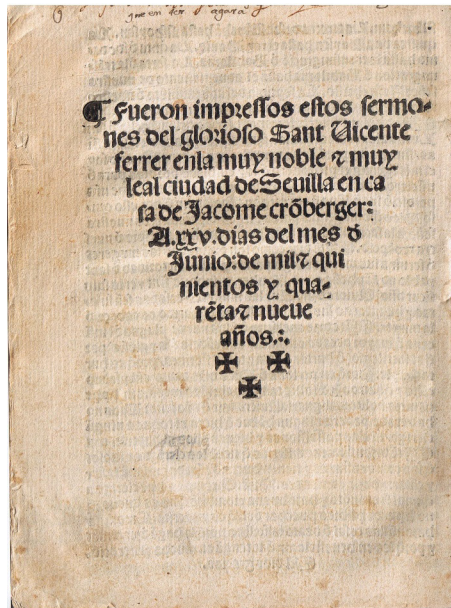 ¶ Fueron impressos estos sermo-
nes del glorioso Sant Uicente
ferrer enla muy noble ⁊ muy
leal ciudad de Seuilla en ca
sa de Jacome crõberger:
A.xxv.dias del mes đ
Junio:de mil ⁊ qui
nientos y qua-
rẽta ⁊ nueue
años.:.